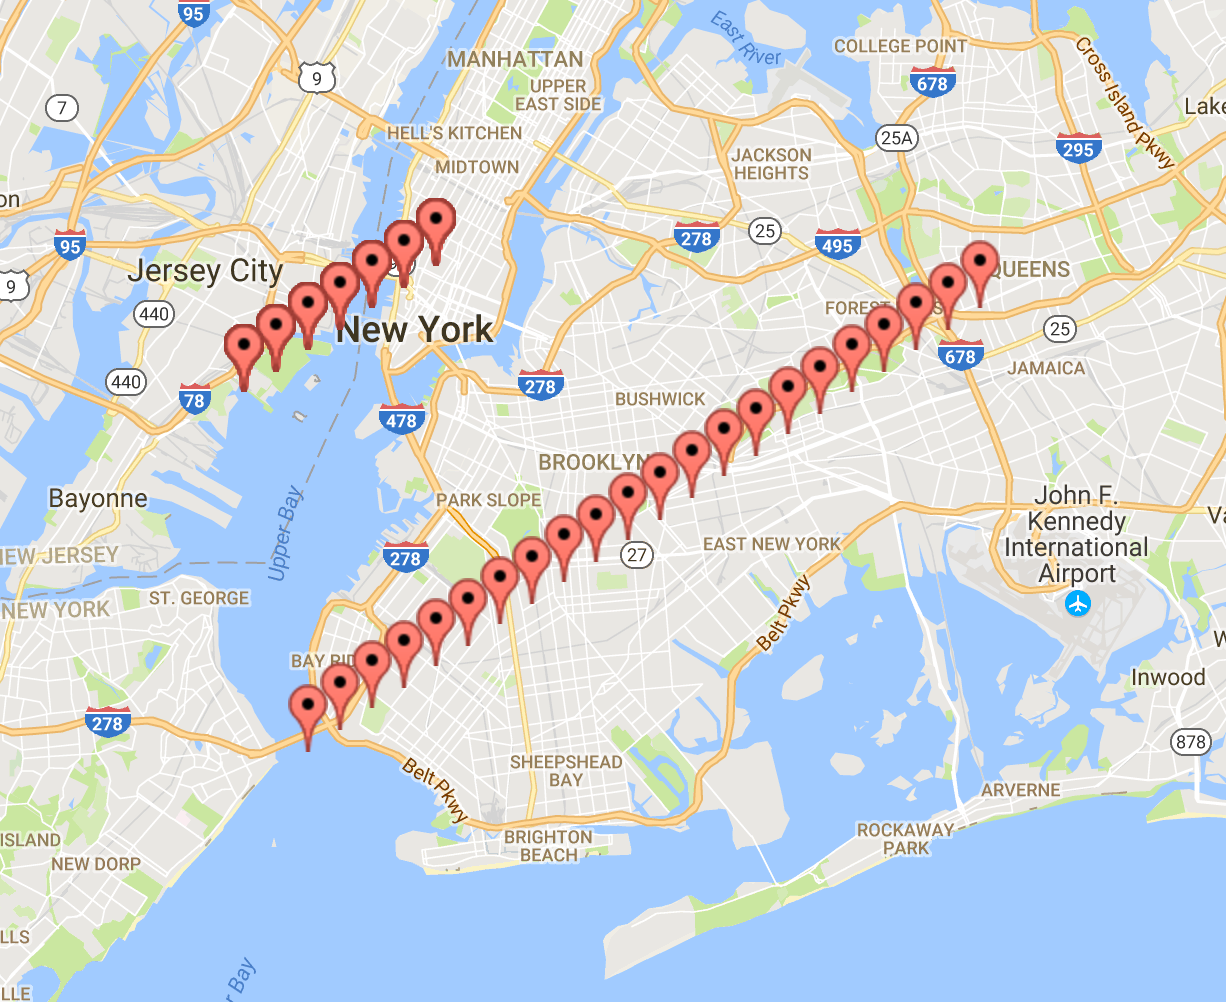 95
MANHATTAN
East River
COLLEGE POINT
Cross Island Pkwy
9
678
7
UPPER
EAST SIDE
Lake
HELL'S KITCHEN
25A
295
MIDTOWN
JACKSON
HEIGHTS
on
278
25
495
95
Jersey City
QUEENS
9
440
FOREST
New York
25
678
JAMAICA
440
278
78
BUSHWICK
478
BROOKLYN
Bayonne
PARK SLOPE
Upper Bay
John F.
Kennedy
International
Airport
Va
278
27
EAST NEW YORK
NEW JERSEY
NEW YORK
ST. GEORGE
Belt Pkwy
W
BAY RID
Inwood
278
878
SHEEPSHEAD
BAY
Belt Pkwy
ARVERNE
ISLAND
NEW DORP
BRIGHTON
BEACH
ROCKAWAY
PARK
LLS
r Bay
LLE